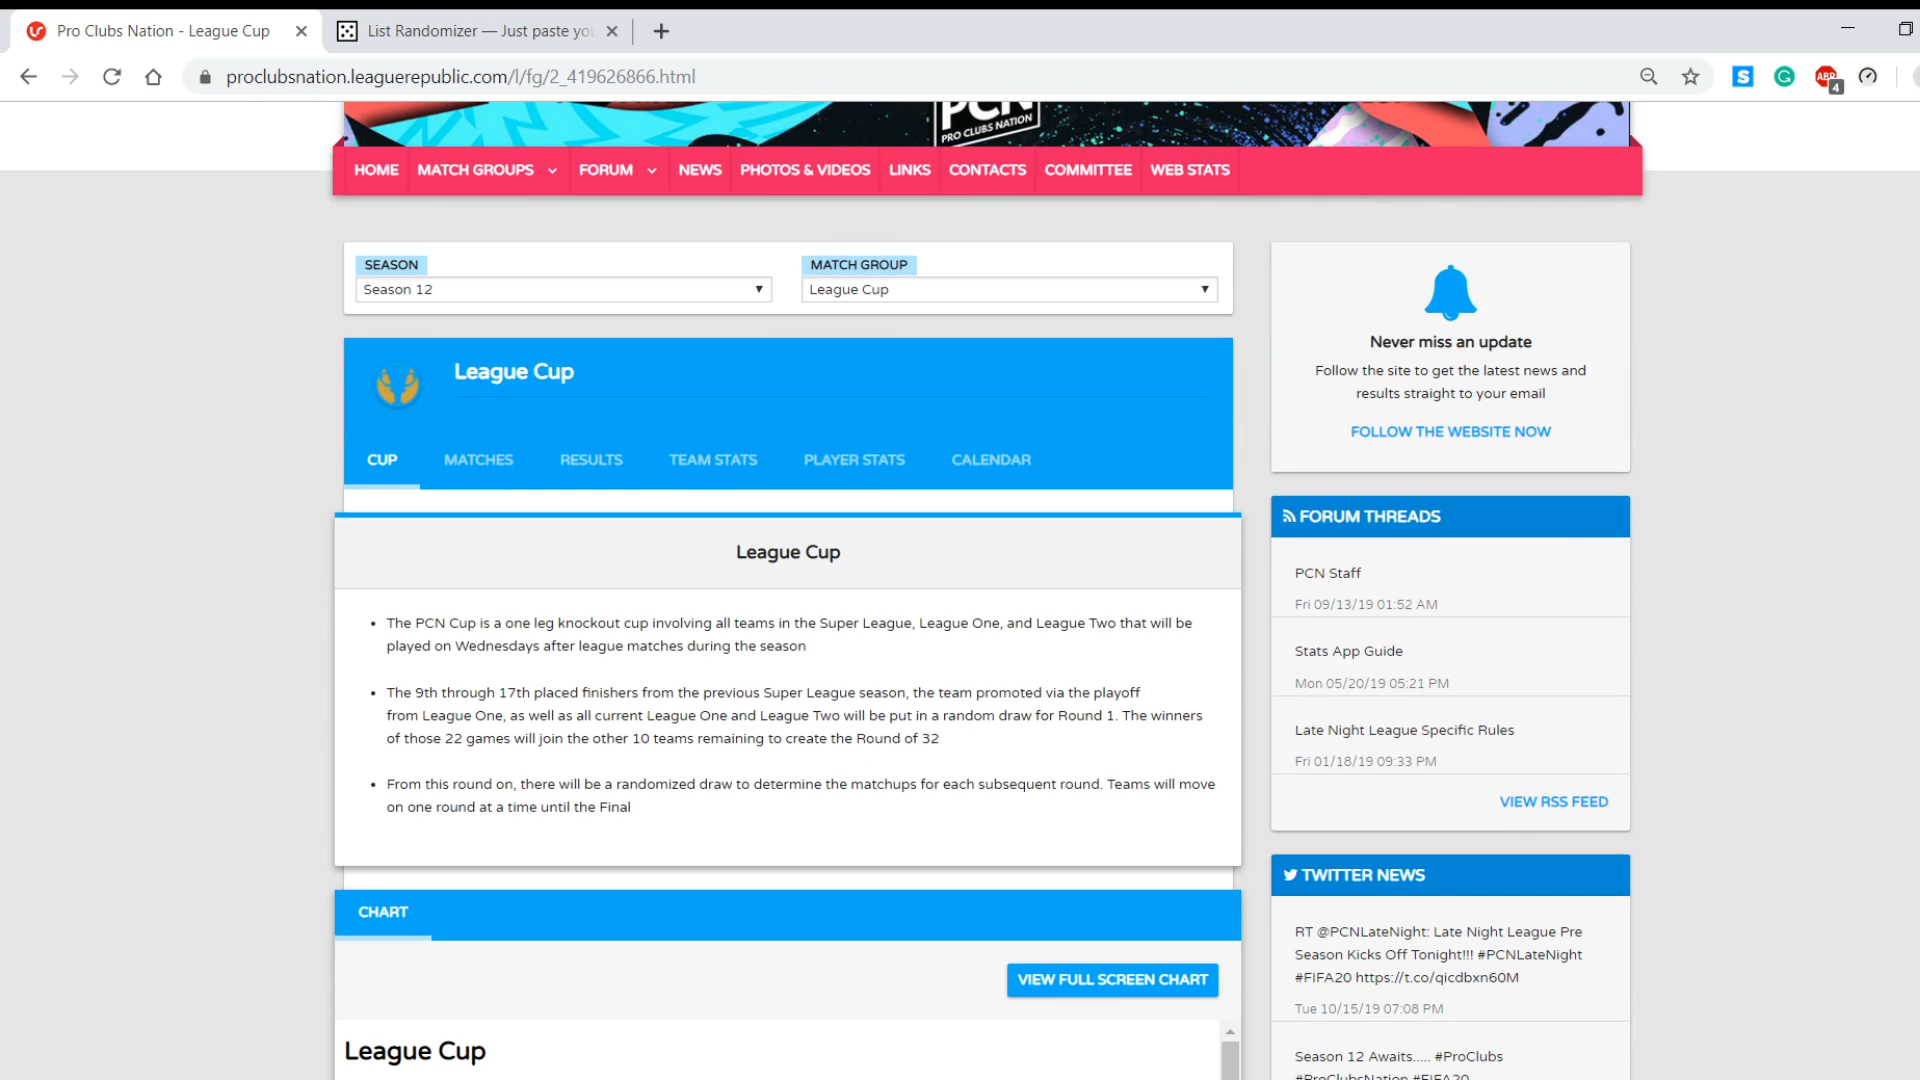 Pro Clubs Nation - League Cup
List Randomizer — Just paste yo
proclubsnation.leaguerepublic.com/l/fg/2_419626866.html
ABP
4
PCN
PRO CLUBS NATION
HOME MATCH GROUPS FORUM NEWS PHOTOS & VIDEOS LINKS CONTACTS COMMITTEE WEB STATS
SEASON
Season 12
MATCH GROUP
League Cup
League Cup
CUP MATCHES RESULTS TEAM STATS PLAYER STATS CALENDAR
League Cup
• The PCN Cup is a one leg knockout cup involving all teams in the Super League, League One, and League Two that will be
played on Wednesdays after league matches during the season
• The 9th through 17th placed finishers from the previous Super League season, the team promoted via the playoff
from League One, as well as all current League One and League Two will be put in a random draw for Round 1. The winners
of those 22 games will join the other 10 teams remaining to create the Round of 32
• From this round on, there will be a randomized draw to determine the matchups for each subsequent round. Teams will move
on one round at a time until the Final
CHART
VIEW FULL SCREEN CHART
League Cup
Never miss an update
Follow the site to get the latest news and
results straight to your email
FOLLOW THE WEBSITE NOW
FORUM THREADS
PCN Staff
Fri 09/13/19 01:52 AM
Stats App Guide
Mon 05/20/19 05:21 PM
Late Night League Specific Rules
Fri 01/18/19 09:33 PM
VIEW RSS FEED
TWITTER NEWS
RT @PCNLateNight: Late Night League Pre
Season Kicks Off Tonight!!! #PCNLateNight
#FIFA20 https://t.co/qicdbxn60M
Tue 10/15/19 07:08 PM
Season 12 Awaits..... #ProClubs
#ProClubsNation #FIFA20